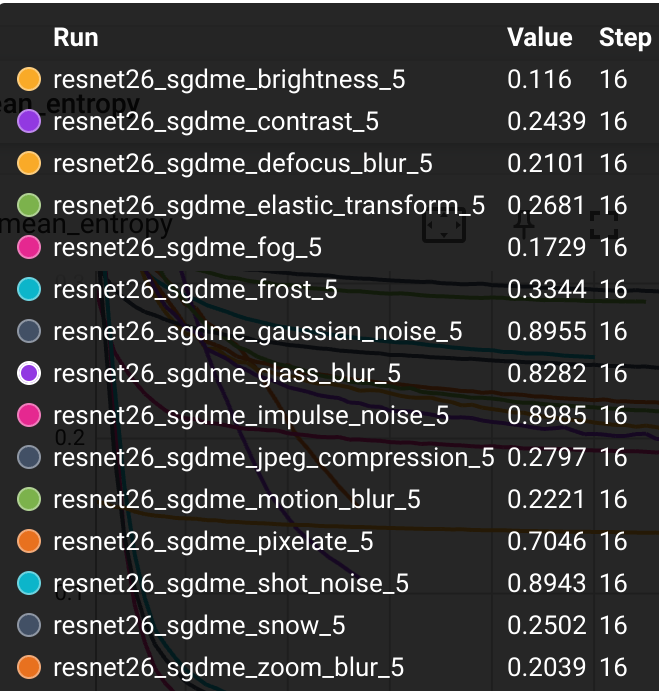 Run Value Step
resnet26_sgdme_brightness_5 0.116 16
ean_entropy
resnet26_sgdme_contrast_5 0.2439 16
resnet26_sgdme_defocus_blur_5 0.2101 16
resnet26_sgdme_elastic_transform_5 0.2681 16
mean_entropy
resnet26_sgdme_fog_5 0.1729 16
resnet26_sgdme_frost_5 0.3344 16
resnet26_sgdme_gaussian_noise_5 0.8955 16
resnet26_sgdme_glass_blur_5 0.8282 16
resnet26_sgdme_impulse_noise_5 0.8985 16
0.2
resnet26_sgdme_jpeg_compression_5 0.2797 16
resnet26_sgdme_motion_blur_5 0.2221 16
resnet26_sgdme_pixelate_5 0.7046 16
resnet26_sgdme_shot_noise_5 0.8943 16
0.1
resnet26_sgdme_snow_5 0.2502 16
resnet26_sgdme_zoom_blur_5 0.2039 16